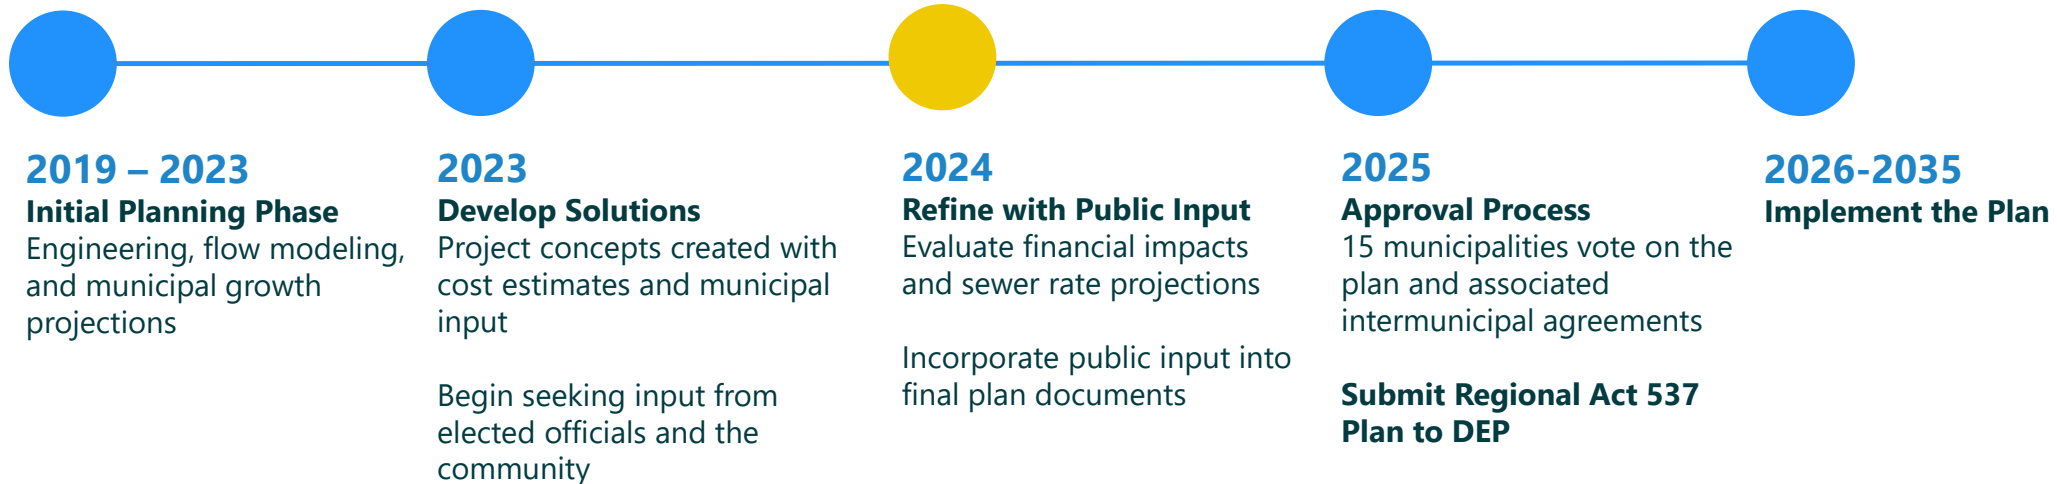 2019 – 2023
Initial Planning Phase
Engineering, flow modeling,
and municipal growth
projections
2023
Develop Solutions
Project concepts created with
cost estimates and municipal
input
Begin seeking input from
elected officials and the
community
2024
Refine with Public Input
Evaluate financial impacts
and sewer rate projections
Incorporate public input into
final plan documents
2025
Approval Process
15 municipalities vote on the
plan and associated
intermunicipal agreements
Submit Regional Act 537
Plan to DEP
2026-2035
Implement the Plan